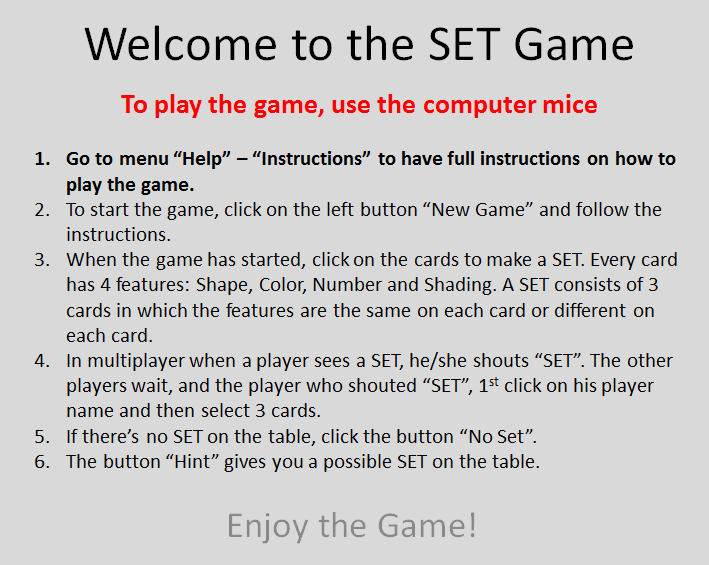 Welcome to the SET Game
To play the game, use the computer mice
1. Go to menu “Help” – “Instructions” to have full instructions on how to
play the game.
2. To start the game, click on the left button “New Game” and follow the
instructions.
3. When the game has started, click on the cards to make a SET. Every card
has 4 features: Shape, Color, Number and Shading. A SET consists of 3
cards in which the features are the same on each card or different on
each card.
4. In multiplayer when a player sees a SET, he/she shouts “SET”. The other
players wait, and the player who shouted “SET”, 1st click on his player
name and then select 3 cards.
5. If there’s no SET on the table, click the button “No Set”.
6. The button “Hint” gives you a possible SET on the table.
Enjoy the Game!